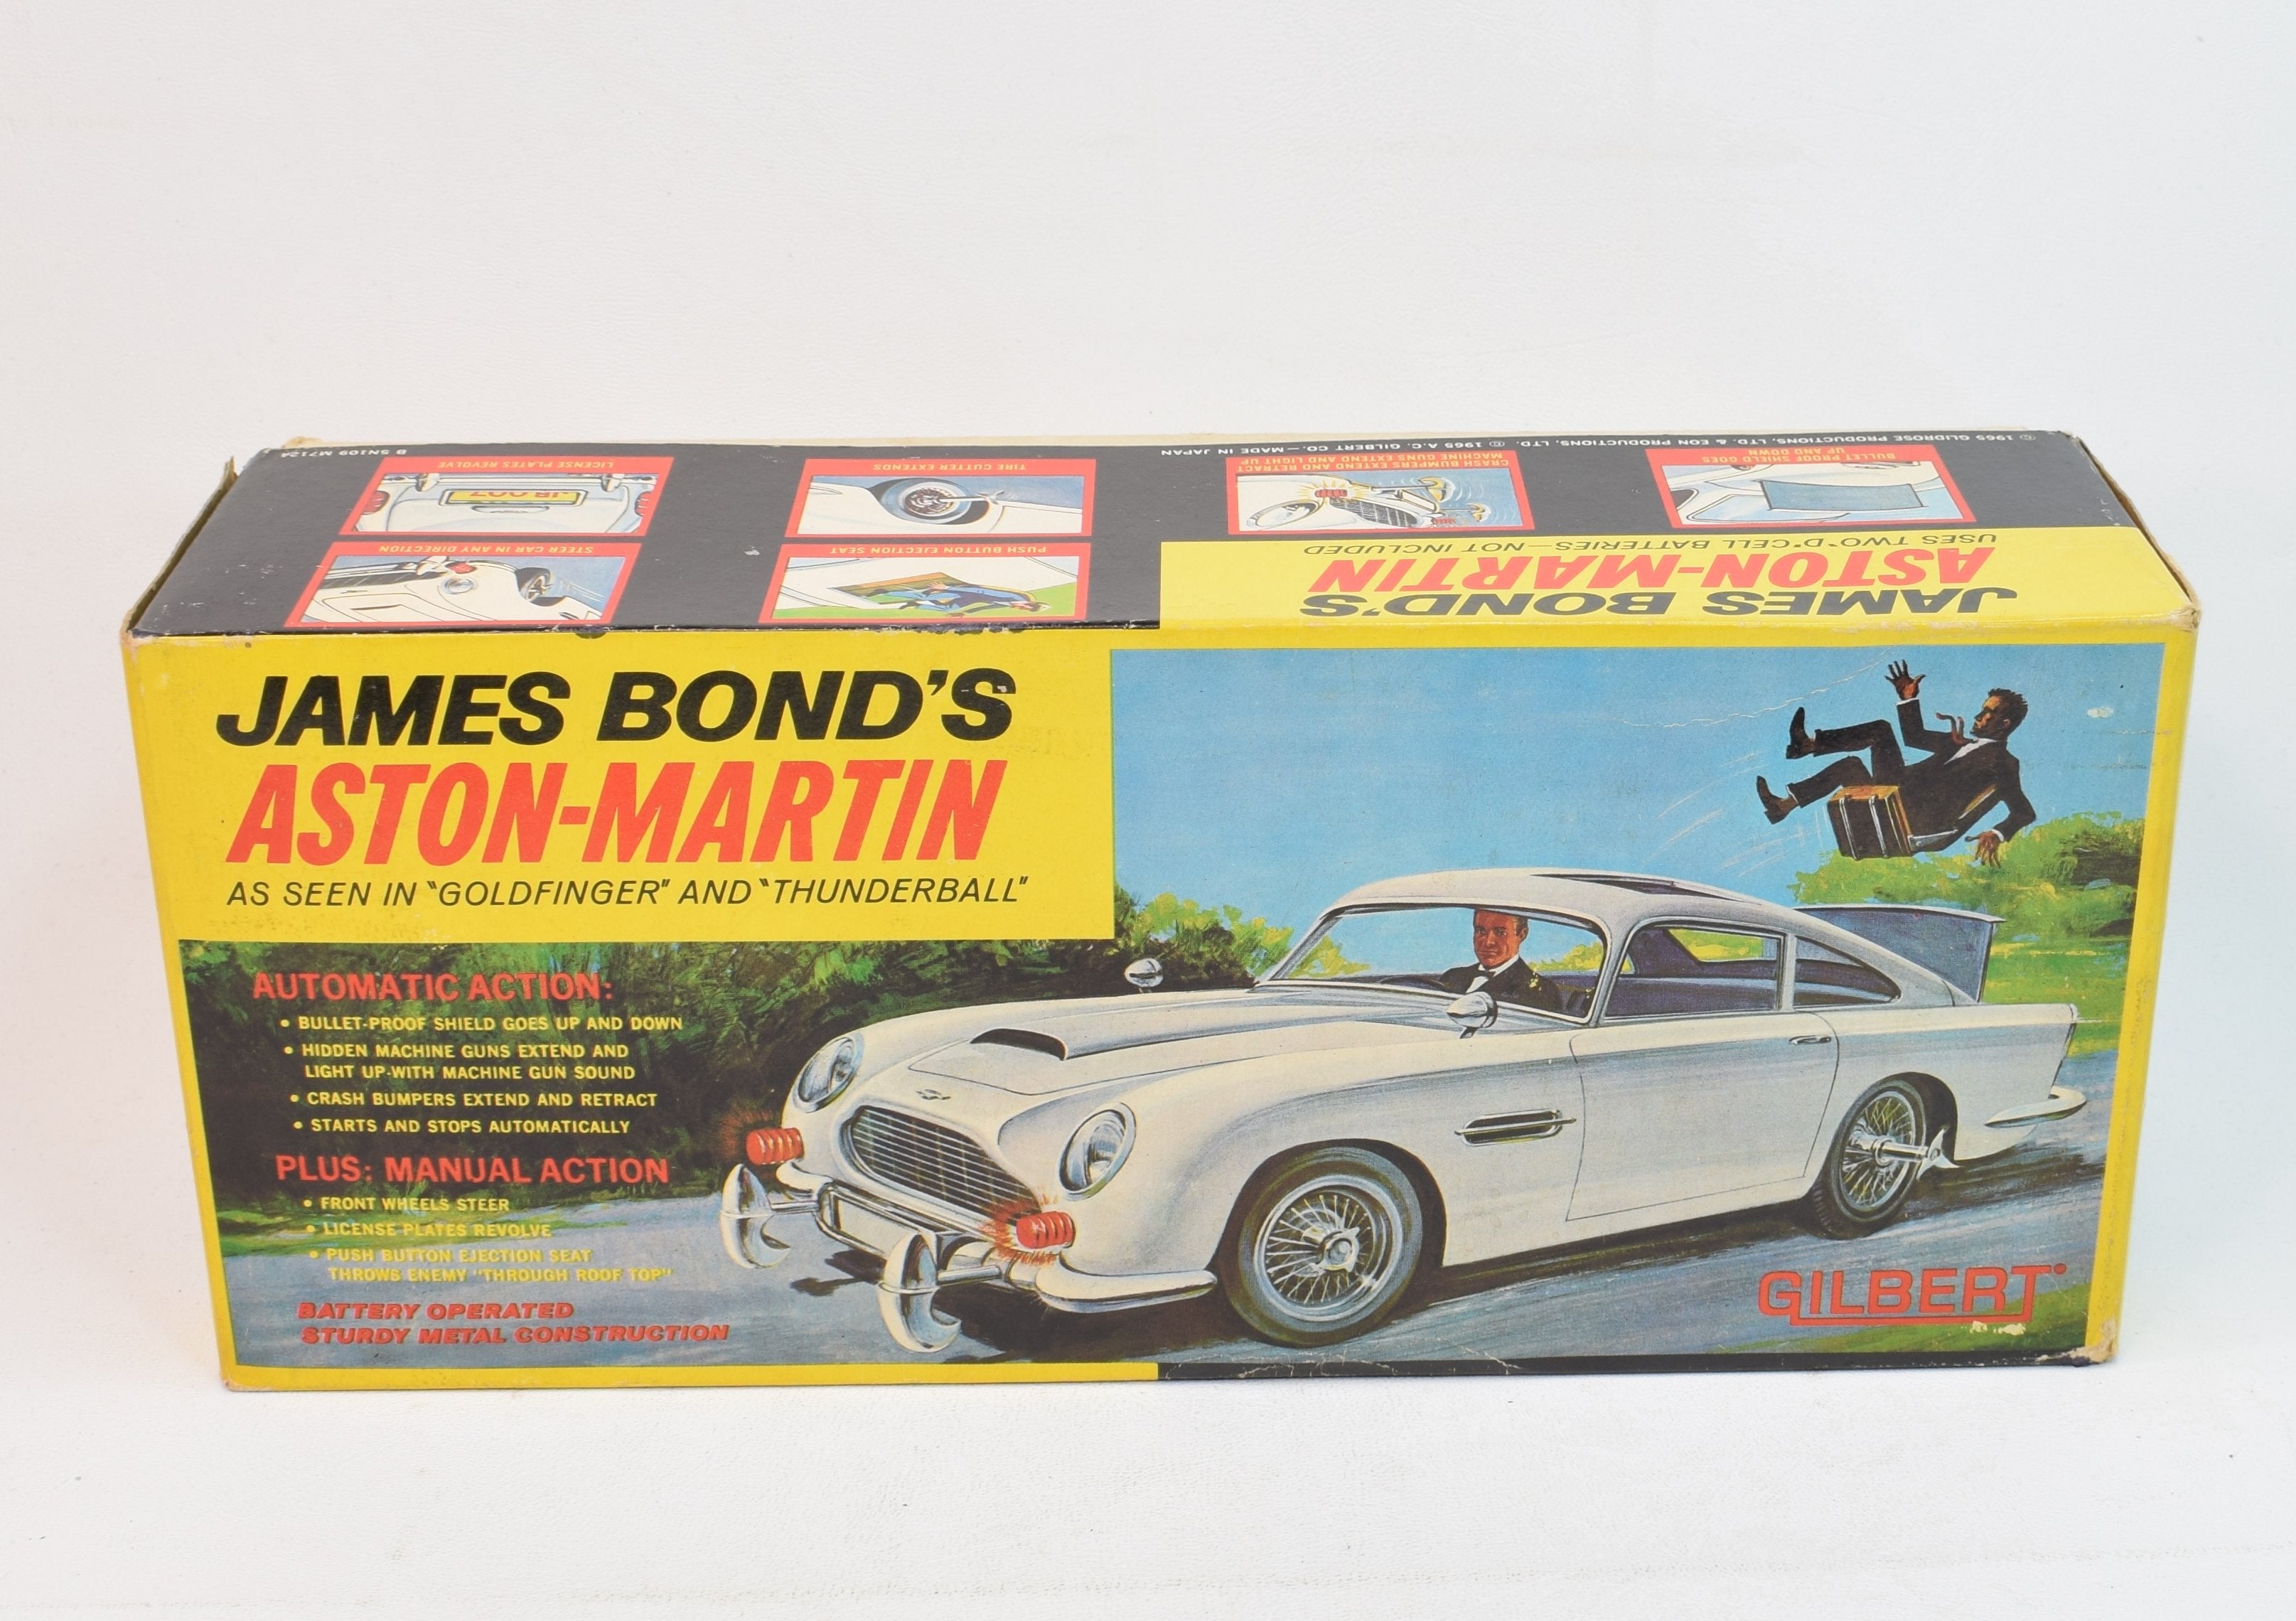 JAMES BOND'S
ASTON-MARTIN
AS SEEN IN "GOLDFINGER" AND "THUNDERBALL"
AUTOMATIC ACTION:
• BULLET-PROOF SHIELD GOES UP AND DOWN
• HIDDEN MACHINE GUNS EXTEND AND
LIGHT UP-WITH MACHINE GUN SOUND
• CRASH BUMPERS EXTEND AND RETRACT
• STARTS AND STOPS AUTOMATICALLY
PLUS: MANUAL ACTION
• FRONT WHEELS STEER
• LICENSE PLATES REVOLVE
• PUSH BUTTON EJECTION SEAT
THROWS ENEMY "THROUGH ROOF TOP"
BATTERY OPERATED
STURDY METAL CONSTRUCTION
GILBERT
JAMES BOND'S
ASTON-MARTIN
USES TWO "D" CELL BATTERIES—NOT INCLUDED
PUSH BUTTON EJECTION SEAT
STEER CAR IN ANY DIRECTION
BULLET PROOF SHIELD GOES
UP AND DOWN
CRASH BUMPERS EXTEND AND RETRACT
MACHINE GUNS EXTEND AND LIGHT UP
TIRE CUTTER EXTENDS
JB 007
LICENSE PLATES REVOLVE
© 1965 GLIDROSE PRODUCTIONS, LTD. & EON PRODUCTIONS, LTD. © 1965 A.C. GILBERT CO. — MADE IN JAPAN
B 5N109 M7124